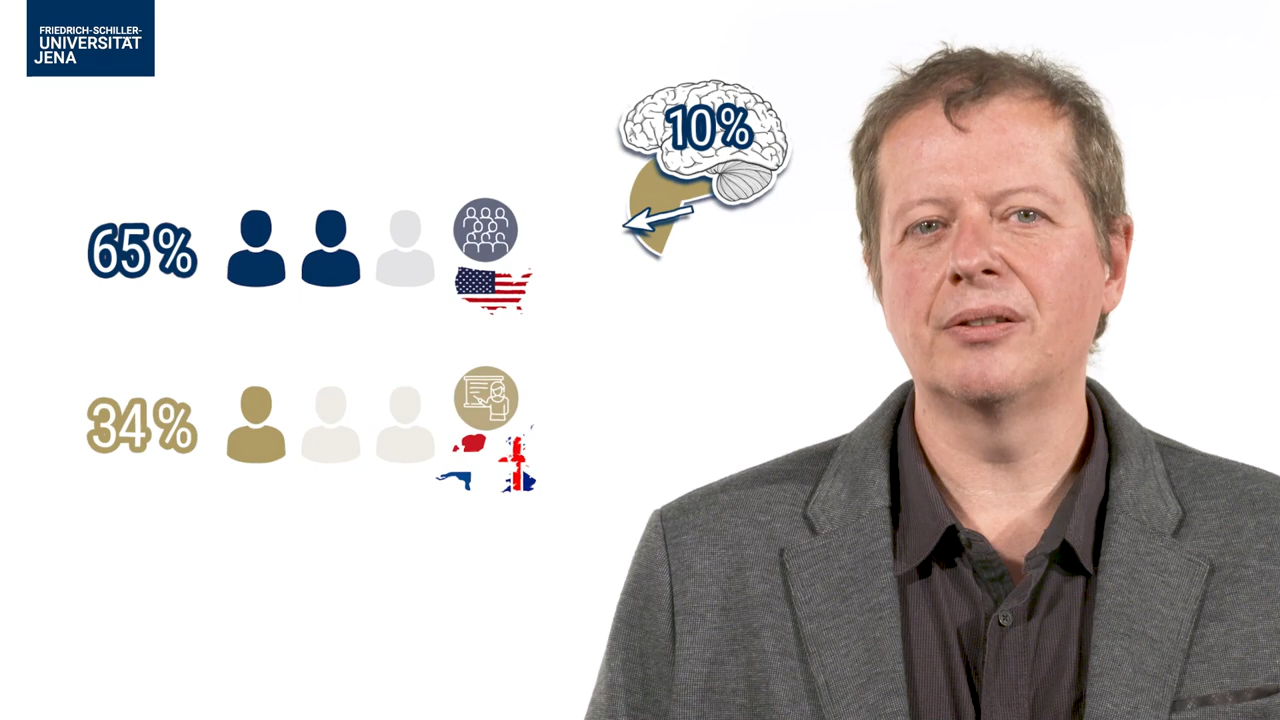 FRIEDRICH-SCHILLER-
UNIVERSITÄT
JENA
10%
65%
34%